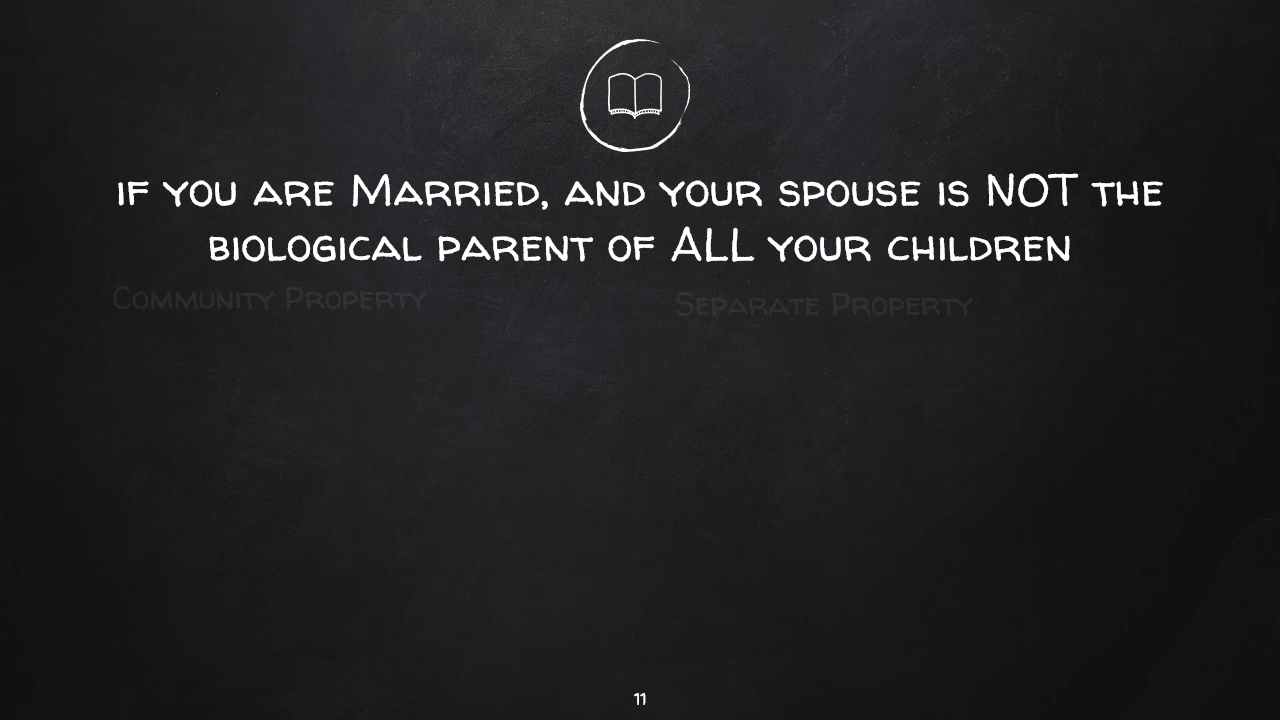 if you are Married, and your spouse is NOT the
biological parent of ALL your children
Community Property
Separate Property
11